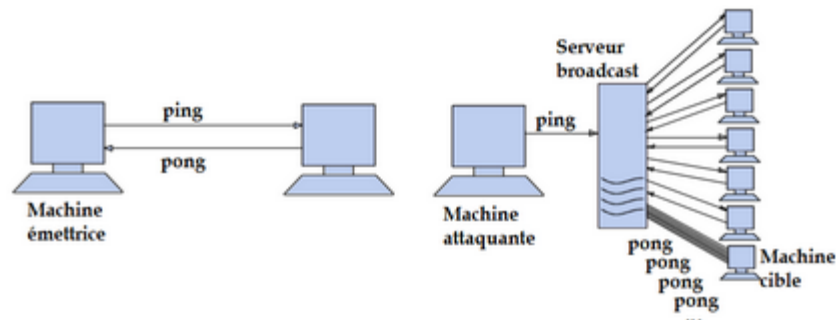 ping
pong
Machine
émettrice
Serveur
broadcast
ping
Machine
attaquante
pong
pong
pong
pong
Machine
cible